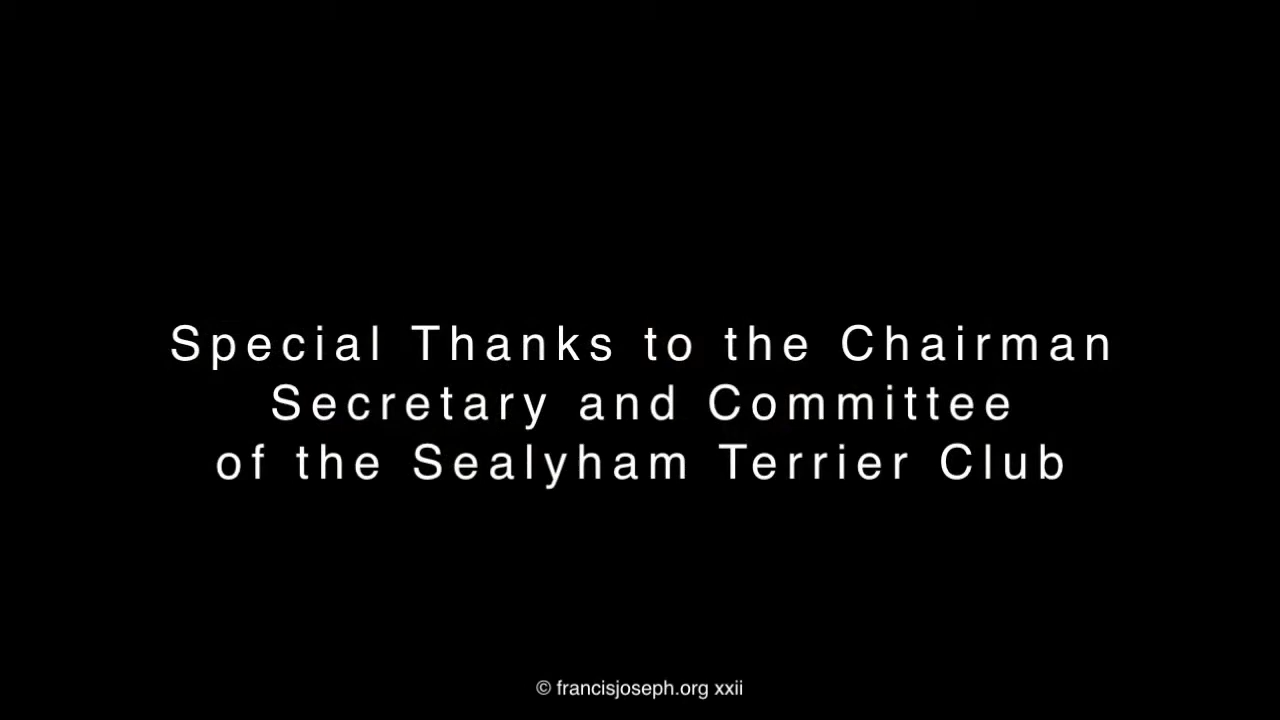 Special Thanks to the Chairman
Secretary and Committee
of the Sealyham Terrier Club
© francisjoseph.org xxii